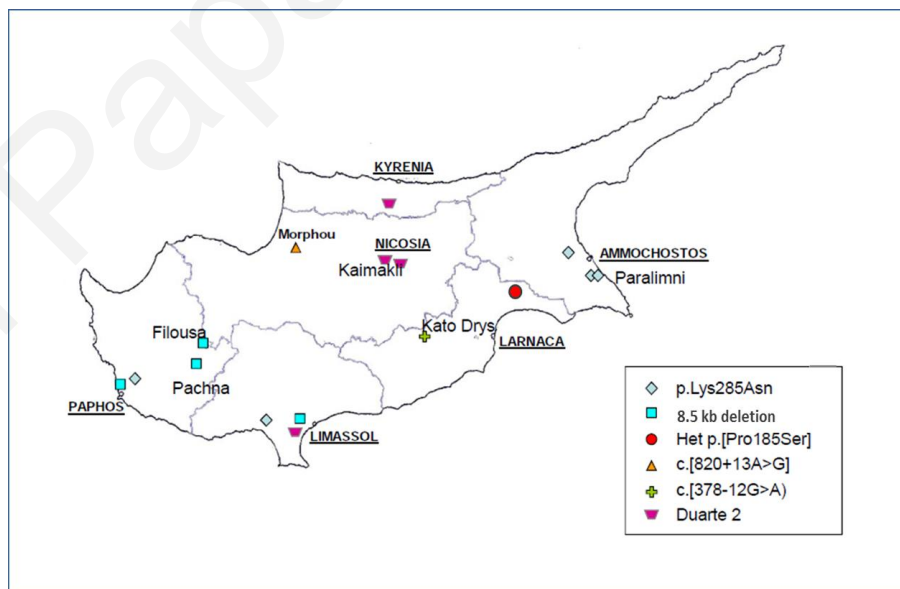 Papa
KYRENIA
Morphou
NICOSIA
Kaimakli
AMMOCHOSTOS
Paralimni
Filousa
Kato Drys
LARNACA
Pachna
PAPHOS
LIMASSOL
p.Lys285Asn
8.5 kb deletion
Het p.[Pro185Ser]
c.[820+13A>G]
c.[378-12G>A)
Duarte 2